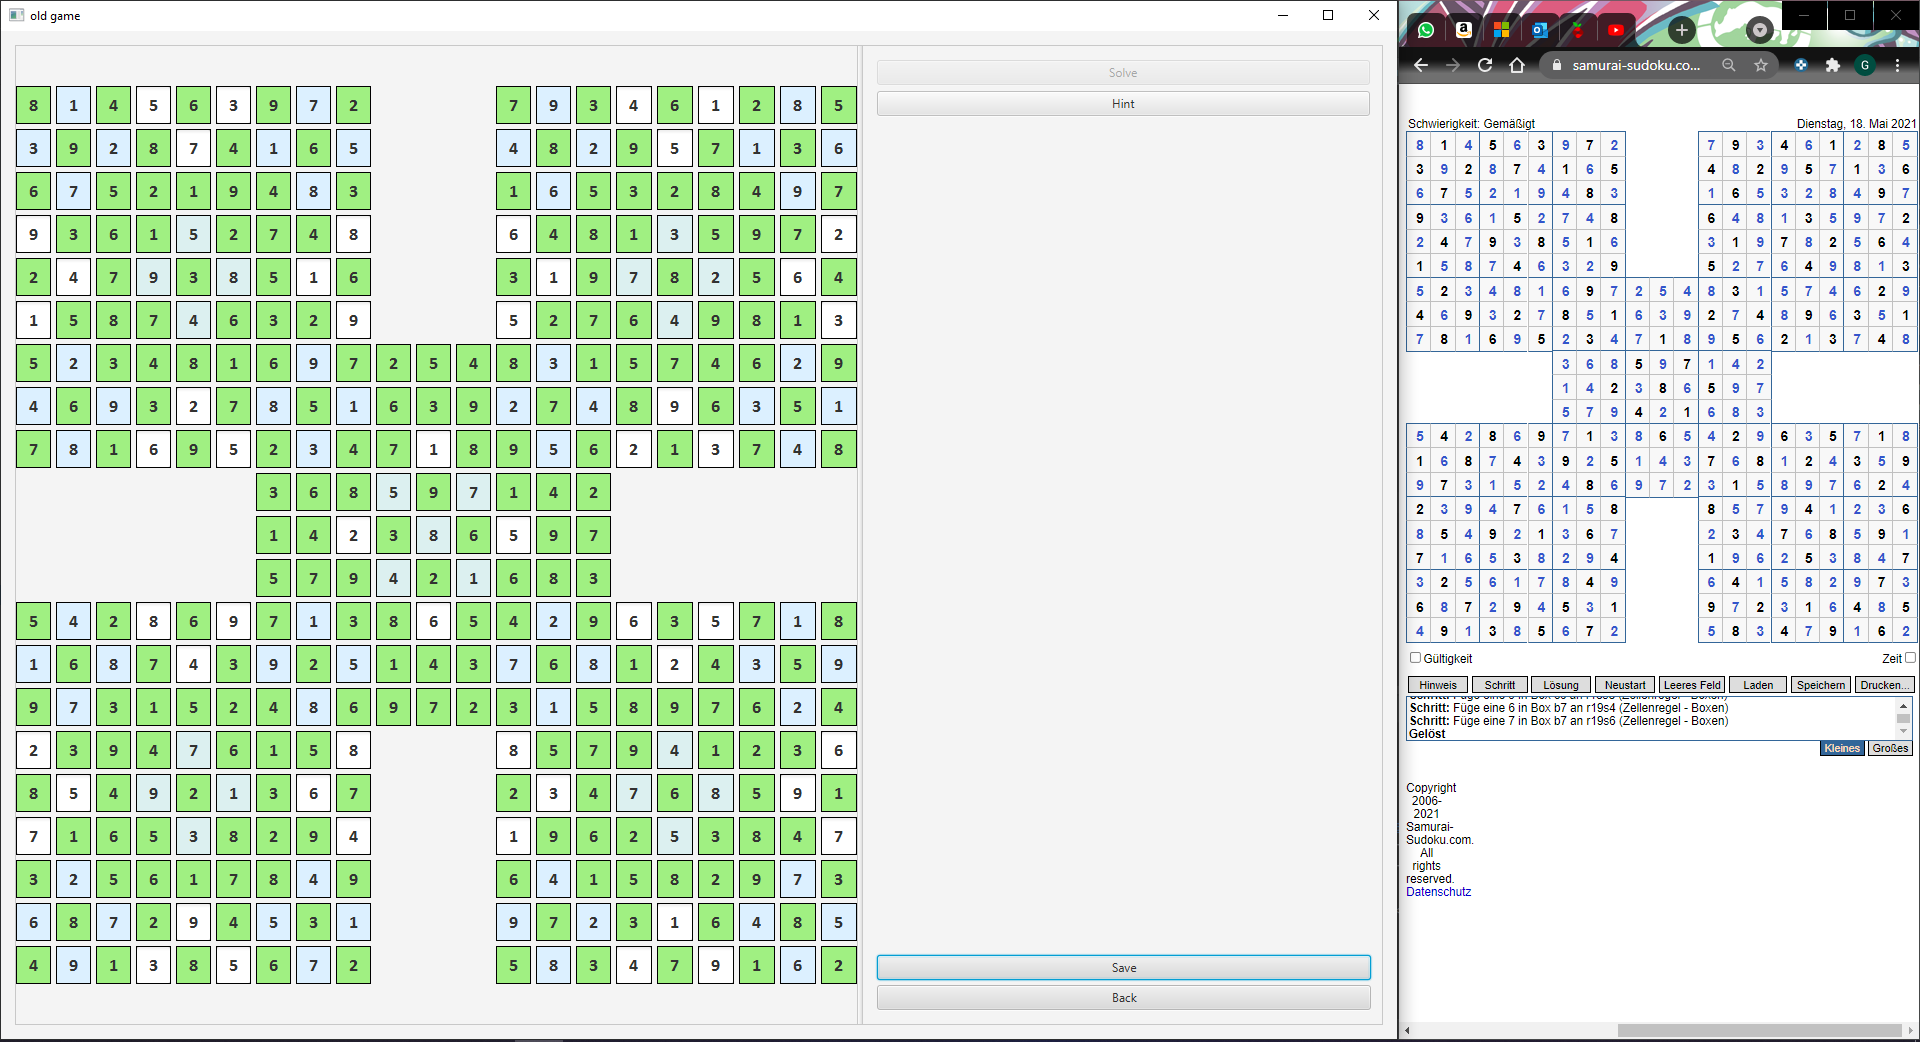 old game
8 1 4 5 6 3 9 7 2 7 9 3 4 6 1 2 8 5
3 9 2 8 7 4 1 6 5 4 8 2 9 5 7 1 3 6
6 7 5 2 1 9 4 8 3 1 6 5 3 2 8 4 9 7
9 3 6 1 5 2 7 4 8 6 4 8 1 3 5 9 7 2
2 4 7 9 3 8 5 1 6 3 1 9 7 8 2 5 6 4
1 5 8 7 4 6 3 2 9 5 2 7 6 4 9 8 1 3
5 2 3 4 8 1 6 9 7 2 5 4 8 3 1 5 7 4 6 2 9
4 6 9 3 2 7 8 5 1 6 3 9 2 7 4 8 9 6 3 5 1
7 8 1 6 9 5 2 3 4 7 1 8 9 5 6 2 1 3 7 4 8
3 6 8 5 9 7 1 4 2
1 4 2 3 8 6 5 9 7
5 7 9 4 2 1 6 8 3
5 4 2 8 6 9 7 1 3 8 6 5 4 2 9 6 3 5 7 1 8
1 6 8 7 4 3 9 2 5 1 4 3 7 6 8 1 2 4 3 5 9
9 7 3 1 5 2 4 8 6 9 7 2 3 1 5 8 9 7 6 2 4
2 3 9 4 7 6 1 5 8 8 5 7 9 4 1 2 3 6
8 5 4 9 2 1 3 6 7 2 3 4 7 6 8 5 9 1
7 1 6 5 3 8 2 9 4 1 9 6 2 5 3 8 4 7
3 2 5 6 1 7 8 4 9 6 4 1 5 8 2 9 7 3
6 8 7 2 9 4 5 3 1 9 7 2 3 1 6 4 8 5
4 9 1 3 8 5 6 7 2 5 8 3 4 7 9 1 6 2
Solve
Hint
Save
Back
samurai-sudoku.co...
G
Schwierigkeit: Gemäßigt Dienstag, 18. Mai 2021
8 1 4 5 6 3 9 7 2 7 9 3 4 6 1 2 8 5
3 9 2 8 7 4 1 6 5 4 8 2 9 5 7 1 3 6
6 7 5 2 1 9 4 8 3 1 6 5 3 2 8 4 9 7
9 3 6 1 5 2 7 4 8 6 4 8 1 3 5 9 7 2
2 4 7 9 3 8 5 1 6 3 1 9 7 8 2 5 6 4
1 5 8 7 4 6 3 2 9 5 2 7 6 4 9 8 1 3
5 2 3 4 8 1 6 9 7 2 5 4 8 3 1 5 7 4 6 2 9
4 6 9 3 2 7 8 5 1 6 3 9 2 7 4 8 9 6 3 5 1
7 8 1 6 9 5 2 3 4 7 1 8 9 5 6 2 1 3 7 4 8
3 6 8 5 9 7 1 4 2
1 4 2 3 8 6 5 9 7
5 7 9 4 2 1 6 8 3
5 4 2 8 6 9 7 1 3 8 6 5 4 2 9 6 3 5 7 1 8
1 6 8 7 4 3 9 2 5 1 4 3 7 6 8 1 2 4 3 5 9
9 7 3 1 5 2 4 8 6 9 7 2 3 1 5 8 9 7 6 2 4
2 3 9 4 7 6 1 5 8 8 5 7 9 4 1 2 3 6
8 5 4 9 2 1 3 6 7 2 3 4 7 6 8 5 9 1
7 1 6 5 3 8 2 9 4 1 9 6 2 5 3 8 4 7
3 2 5 6 1 7 8 4 9 6 4 1 5 8 2 9 7 3
6 8 7 2 9 4 5 3 1 9 7 2 3 1 6 4 8 5
4 9 1 3 8 5 6 7 2 5 8 3 4 7 9 1 6 2
Gültigkeit Zeit
Hinweis Schritt Lösung Neustart Leeres Feld Laden Speichern Drucken...
Schritt: Füge eine 6 in Box b7 an r19s4 (Zellenregel - Boxen)
Schritt: Füge eine 7 in Box b7 an r19s6 (Zellenregel - Boxen)
Gelöst
Kleines Großes
Copyright
2006-
2021
Samurai-
Sudoku.com.
All
rights
reserved.
Datenschutz